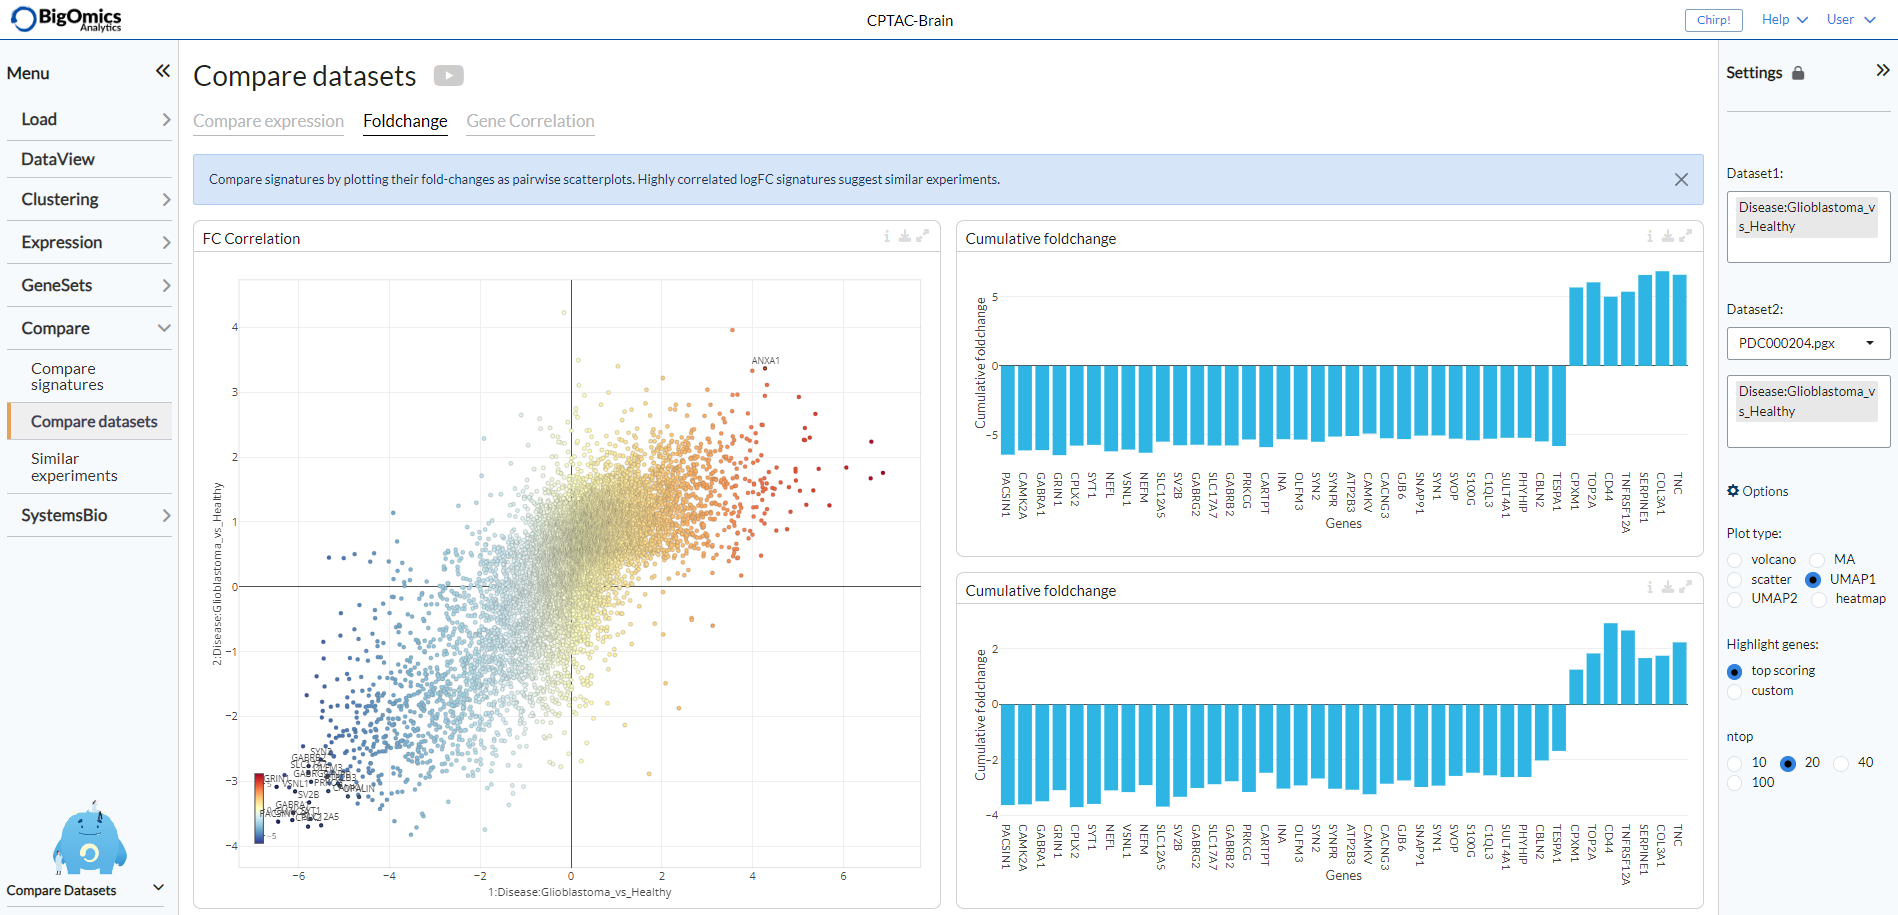 BigOmics
Analytics
CPTAC-Brain
Chirp!
Help
User
Menu
Load
DataView
Clustering
Expression
GeneSets
Compare
Compare
signatures
Compare datasets
Similar
experiments
SystemsBio
Compare Datasets
Compare datasets
Compare expression
Foldchange
Gene Correlation
Compare signatures by plotting their fold-changes as pairwise scatterplots. Highly correlated logFC signatures suggest similar experiments.
FC Correlation
4
3
2
1
0
−1
−2
−3
−4
2:Disease:Glioblastoma_vs_Healthy
ANXA1
SYN2
VSNL1
SV2B
−5
−6
−4
−2
0
2
4
6
1:Disease:Glioblastoma_vs_Healthy
Cumulative foldchange
Cumulative foldchange
5
0
−5
PACSIN1
CAMK2A
GABRA1
GRIN1
CPLX2
SYT1
NEFL
VSNL1
NEFM
SLC12A5
SV2B
GABRG2
SLC17A7
GABRB2
PRKCG
CARTPT
INA
OLFM3
SYN2
SYNPR
ATP2B3
CAMKV
CACNG3
GJB6
SNAP91
SYN1
SVOP
S100G
C1QL3
SULT4A1
PHYHIP
CBLN2
TESPA1
CPXM1
TOP2A
CD44
TNFRSF12A
SERPINE1
COL3A1
TNC
Genes
Cumulative foldchange
Cumulative foldchange
2
0
−2
−4
PACSIN1
CAMK2A
GABRA1
GRIN1
CPLX2
SYT1
NEFL
VSNL1
NEFM
SLC12A5
SV2B
GABRG2
SLC17A7
GABRB2
PRKCG
CARTPT
INA
OLFM3
SYN2
SYNPR
ATP2B3
CAMKV
CACNG3
GJB6
SNAP91
SYN1
SVOP
S100G
C1QL3
SULT4A1
PHYHIP
CBLN2
TESPA1
CPXM1
TOP2A
CD44
TNFRSF12A
SERPINE1
COL3A1
TNC
Genes
Settings
Dataset1:
Disease:Glioblastoma_v
s_Healthy
Dataset2:
PDC000204.pgx
Disease:Glioblastoma_v
s_Healthy
Options
Plot type:
volcano MA
scatter UMAP1
UMAP2 heatmap
Highlight genes:
top scoring
custom
ntop
10 20 40
100